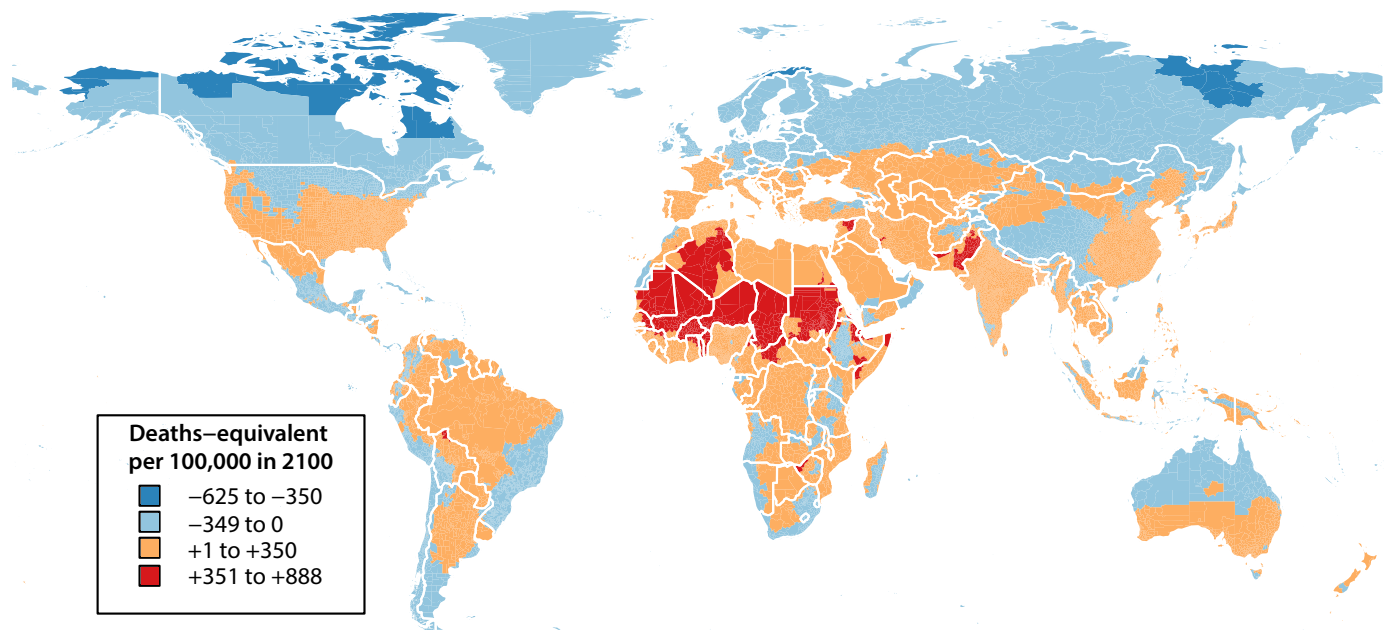 Deaths−equivalent
per 100,000 in 2100
−625 to −350
−349 to 0
+1 to +350
+351 to +888